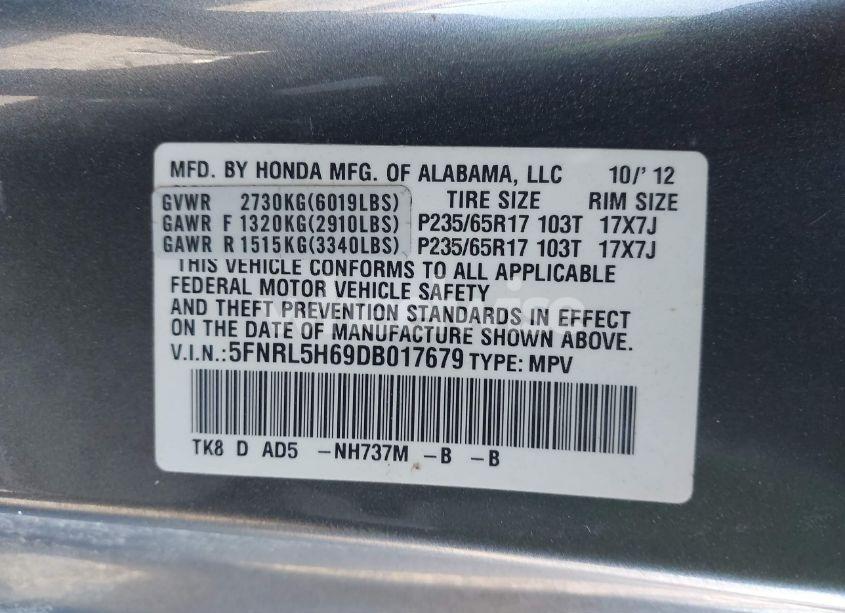 MFD. BY HONDA MFG. OF ALABAMA, LLC 10/' 12
GVWR 2730KG(6019LBS) TIRE SIZE RIM SIZE
GAWR F 1320KG(2910LBS) P235/65R17 103T 17X7J
GAWR R 1515KG(3340LBS) P235/65R17 103T 17X7J
THIS VEHICLE CONFORMS TO ALL APPLICABLE
FEDERAL MOTOR VEHICLE SAFETY
AND THEFT PREVENTION STANDARDS IN EFFECT
ON THE DATE OF MANUFACTURE SHOWN ABOVE.
V.I.N.:5FNRL5H69DB017679 TYPE: MPV
TK8 D AD5 -NH737M -B -B